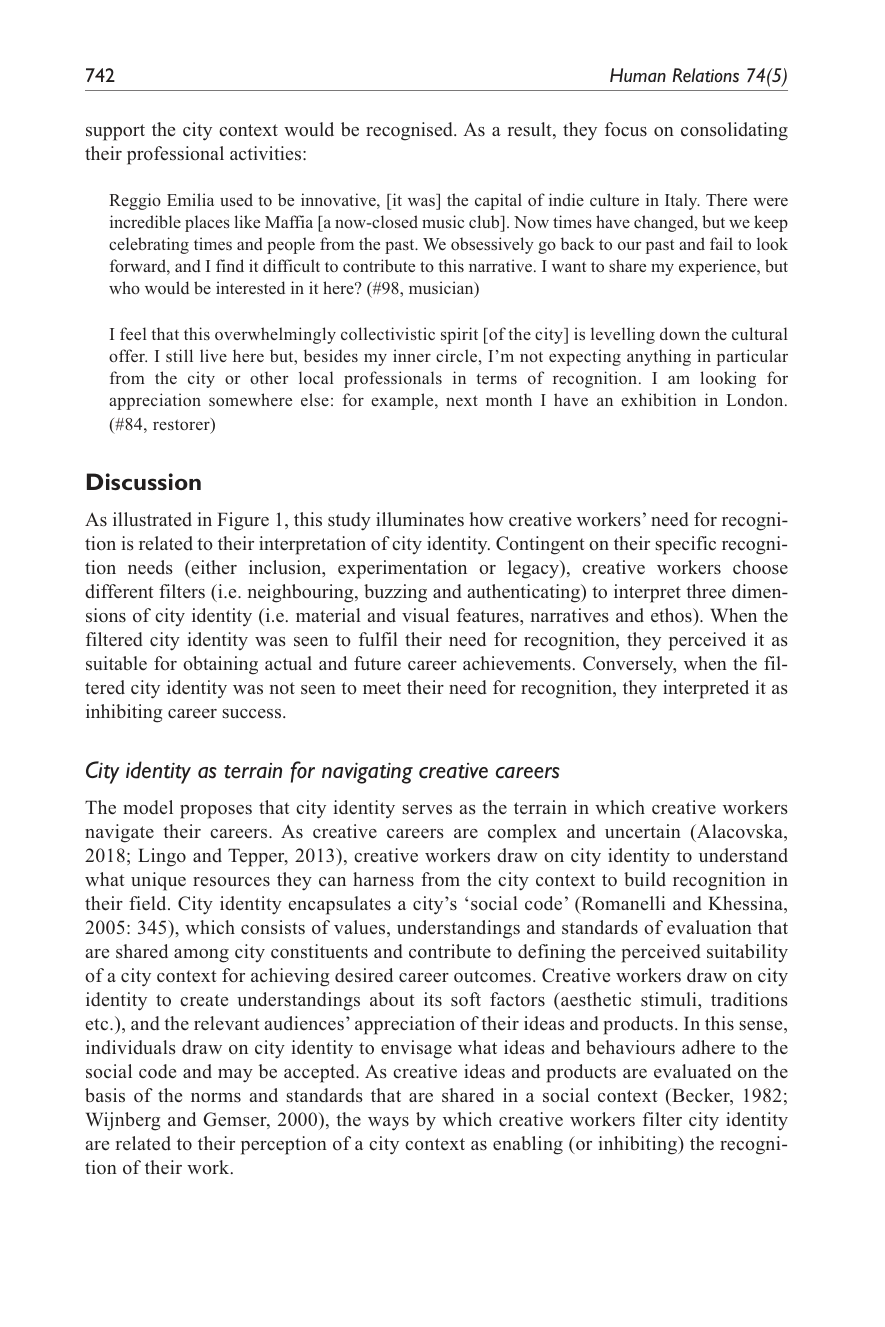 742
Human Relations 74(5)
support the city context would be recognised. As a result, they focus on consolidating
their professional activities:
Reggio Emilia used to be innovative, [it was] the capital of indie culture in Italy. There were
incredible places like Maffia [a now-closed music club]. Now times have changed, but we keep
celebrating times and people from the past. We obsessively go back to our past and fail to look
forward, and I find it difficult to contribute to this narrative. I want to share my experience, but
who would be interested in it here? (#98, musician)
I feel that this overwhelmingly collectivistic spirit [of the city] is levelling down the cultural
offer. I still live here but, besides my inner circle, I’m not expecting anything in particular
from the city or other local professionals in terms of recognition. I am looking for
appreciation somewhere else: for example, next month I have an exhibition in London.
(#84, restorer)
Discussion
As illustrated in Figure 1, this study illuminates how creative workers’ need for recogni-
tion is related to their interpretation of city identity. Contingent on their specific recogni-
tion needs (either inclusion, experimentation or legacy), creative workers choose
different filters (i.e. neighbouring, buzzing and authenticating) to interpret three dimen-
sions of city identity (i.e. material and visual features, narratives and ethos). When the
filtered city identity was seen to fulfil their need for recognition, they perceived it as
suitable for obtaining actual and future career achievements. Conversely, when the fil-
tered city identity was not seen to meet their need for recognition, they interpreted it as
inhibiting career success.
City identity as terrain for navigating creative careers
The model proposes that city identity serves as the terrain in which creative workers
navigate their careers. As creative careers are complex and uncertain (Alacovska,
2018; Lingo and Tepper, 2013), creative workers draw on city identity to understand
what unique resources they can harness from the city context to build recognition in
their field. City identity encapsulates a city’s ‘social code’ (Romanelli and Khessina,
2005: 345), which consists of values, understandings and standards of evaluation that
are shared among city constituents and contribute to defining the perceived suitability
of a city context for achieving desired career outcomes. Creative workers draw on city
identity to create understandings about its soft factors (aesthetic stimuli, traditions
etc.), and the relevant audiences’ appreciation of their ideas and products. In this sense,
individuals draw on city identity to envisage what ideas and behaviours adhere to the
social code and may be accepted. As creative ideas and products are evaluated on the
basis of the norms and standards that are shared in a social context (Becker, 1982;
Wijnberg and Gemser, 2000), the ways by which creative workers filter city identity
are related to their perception of a city context as enabling (or inhibiting) the recogni-
tion of their work.